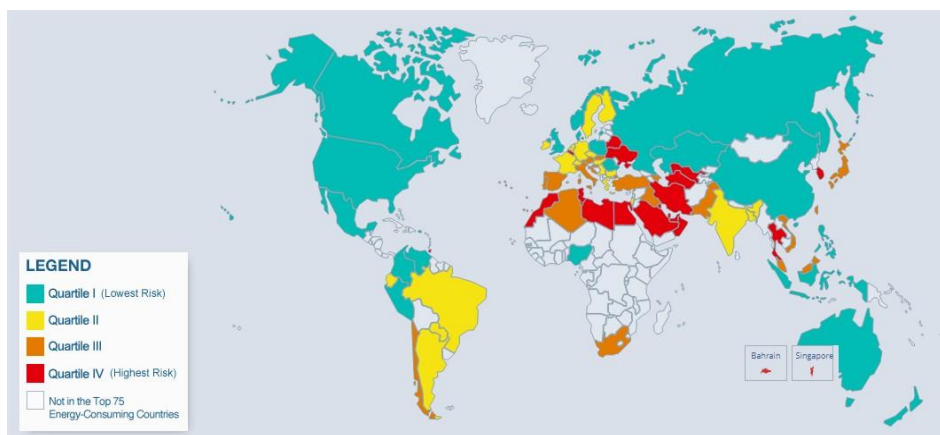 Bahrain
Singapore
LEGEND
Quartile I (Lowest Risk)
Quartile II
Quartile III
Quartile IV (Highest Risk)
Not in the Top 75
Energy-Consuming Countries